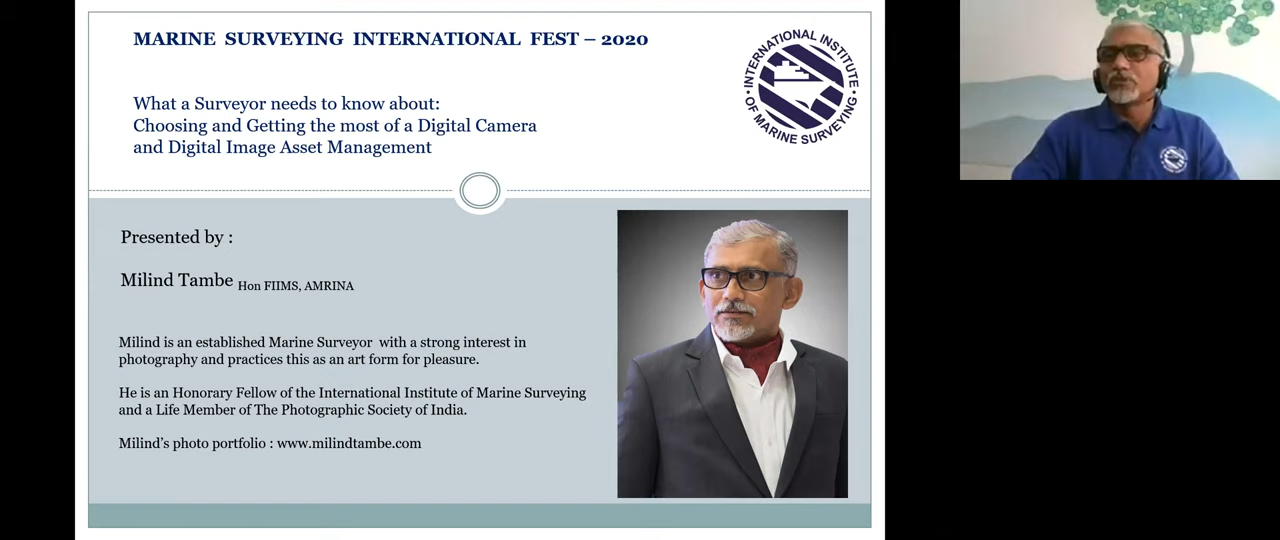 MARINE SURVEYING INTERNATIONAL FEST – 2020
INTERNATIONAL INSTITUTE
• OF MARINE SURVEYING •
What a Surveyor needs to know about:
Choosing and Getting the most of a Digital Camera
and Digital Image Asset Management
Presented by :
Milind Tambe Hon FIIMS, AMRINA
Milind is an established Marine Surveyor with a strong interest in
photography and practices this as an art form for pleasure.
He is an Honorary Fellow of the International Institute of Marine Surveying
and a Life Member of The Photographic Society of India.
Milind’s photo portfolio : www.milindtambe.com